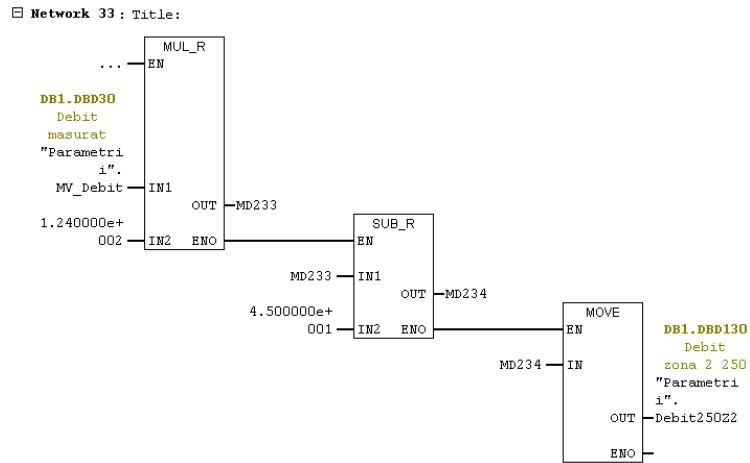 Network 33 : Title:
MUL_R
... EN
DB1.DBD30
Debit
masurat
"Parametri
i".
MV_Debit IN1
OUT MD233
1.240000e+
002 IN2 ENO
SUB_R
EN
MD233 IN1
OUT MD234
4.500000e+
001 IN2 ENO
MOVE
EN
MD234 IN
DB1.DBD130
Debit
zona 2 250
"Parametri
i".
OUT Debit250Z2
ENO